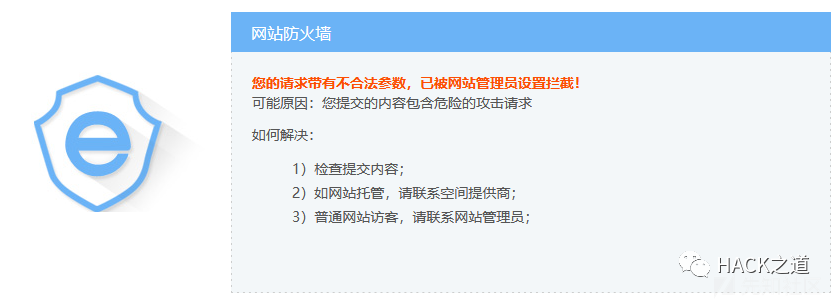 网站防火墙
您的请求带有不合法参数，已被网站管理员设置拦截！
可能原因：您提交的内容包含危险的攻击请求
如何解决：
1）检查提交内容；
2）如网站托管，请联系空间提供商；
3）普通网站访客，请联系网站管理员；
HACK之道